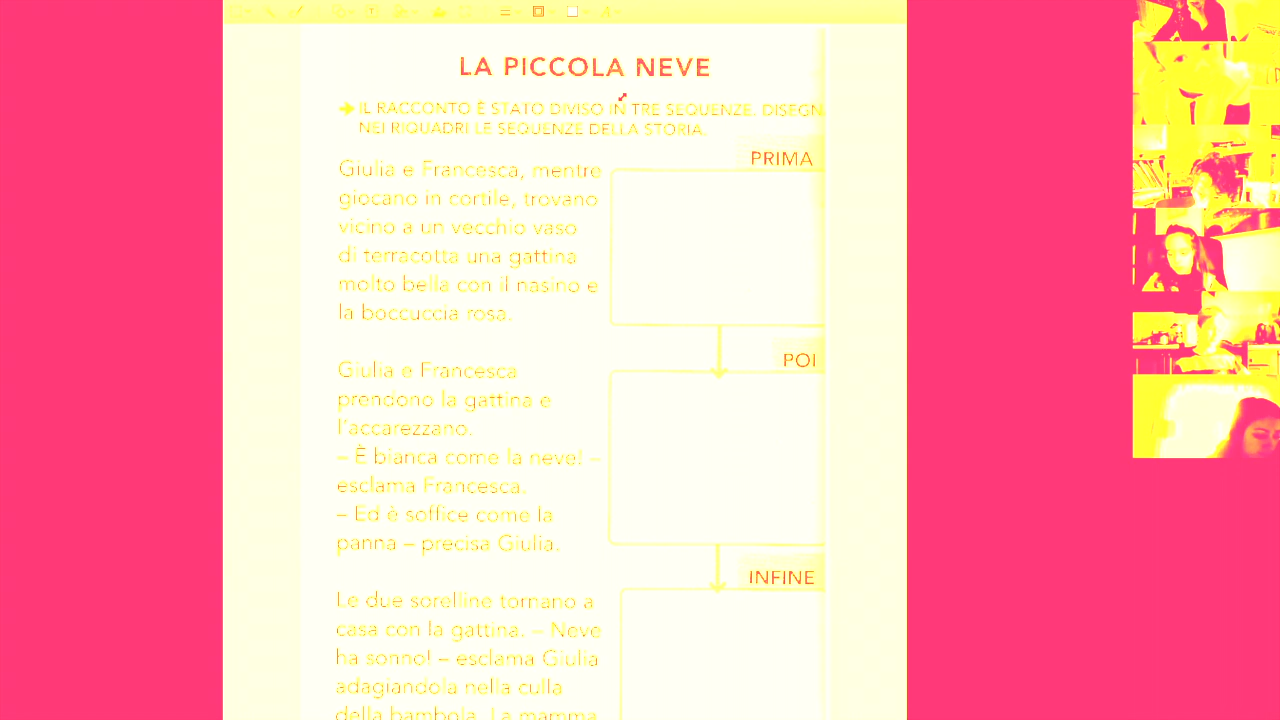 LA PICCOLA NEVE
IL RACCONTO È STATO DIVISO IN TRE SEQUENZE. DISEGN
NEI RIQUADRI LE SEQUENZE DELLA STORIA.
PRIMA
Giulia e Francesca, mentre
giocano in cortile, trovano
vicino a un vecchio vaso
di terracotta una gattina
molto bella con il nasino e
la boccuccia rosa.
POI
Giulia e Francesca
prendono la gattina e
l'accarezzano.
– È bianca come la neve! –
esclama Francesca.
– Ed è soffice come la
panna – precisa Giulia.
INFINE
Le due sorelline tornano a
casa con la gattina. – Neve
ha sonno! – esclama Giulia
adagiandola nella culla
della bambola. La mamma